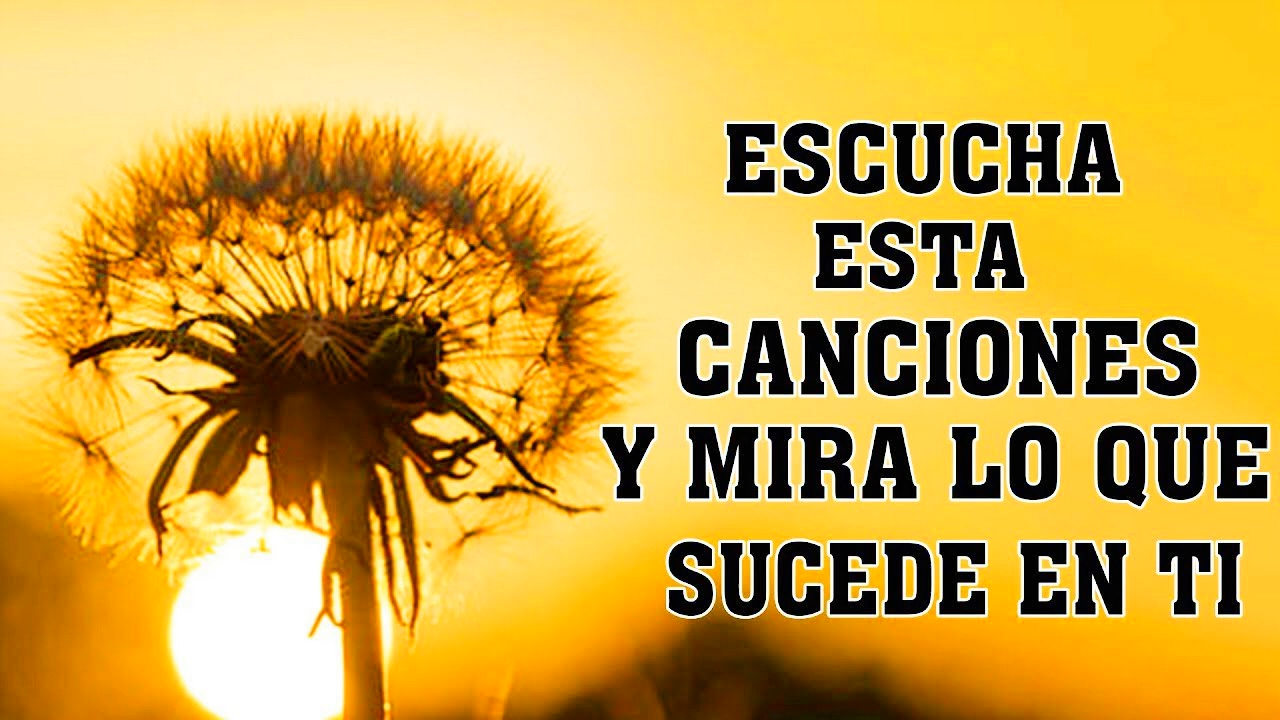 ESCUCHA
ESTA
CANCIONES
Y MIRA LO QUE
SUCEDE EN TI